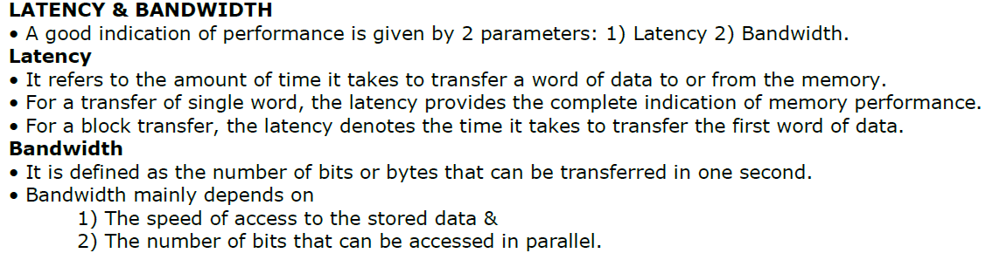 LATENCY & BANDWIDTH
• A good indication of performance is given by 2 parameters: 1) Latency 2) Bandwidth.
Latency
• It refers to the amount of time it takes to transfer a word of data to or from the memory.
• For a transfer of single word, the latency provides the complete indication of memory performance.
• For a block transfer, the latency denotes the time it takes to transfer the first word of data.
Bandwidth
• It is defined as the number of bits or bytes that can be transferred in one second.
• Bandwidth mainly depends on
1) The speed of access to the stored data &
2) The number of bits that can be accessed in parallel.